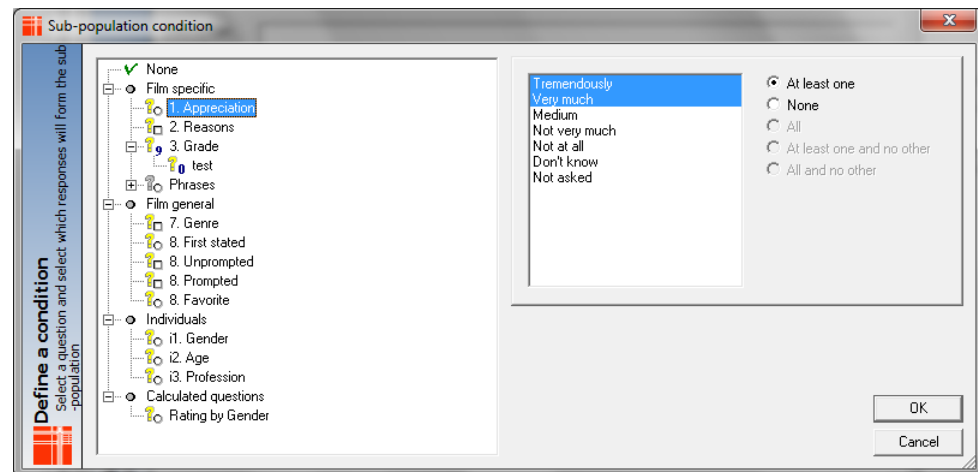 Sub-population condition
Define a condition
Select a question and select which responses will form the sub
-population
None
Film specific
1. Appreciation
2. Reasons
3. Grade
test
Phrases
Film general
7. Genre
8. First stated
8. Unprompted
8. Prompted
8. Favorite
Individuals
i1. Gender
i2. Age
i3. Profession
Calculated questions
Rating by Gender
Tremendously
Very much
Medium
Not very much
Not at all
Don't know
Not asked
At least one
None
All
At least one and no other
All and no other
OK
Cancel